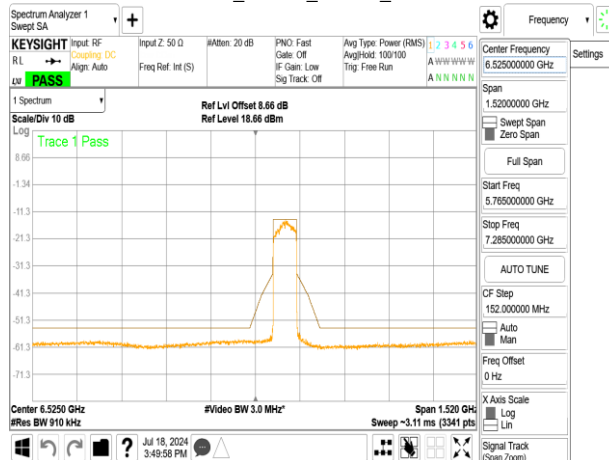 Spectrum Analyzer 1
Swept SA
Frequency
KEYSIGHT
Input: RF
Coupling: DC
Align: Auto
Input Z: 50 Ω
Freq Ref: Int (S)
#Atten: 20 dB
PNO: Fast
Gate: Off
IF Gain: Low
Sig Track: Off
Avg Type: Power (RMS)
Avg|Hold: 100/100
Trig: Free Run
1 2 3 4 5 6
A W W W W W
A N N N N N
RL
LXI
PASS
1 Spectrum
Scale/Div 10 dB
Ref Lvl Offset 8.66 dB
Ref Level 18.66 dBm
Log
Trace 1 Pass
8.66
-1.34
-11.3
-21.3
-31.3
-41.3
-51.3
-61.3
-71.3
Center 6.5250 GHz
#Res BW 910 kHz
#Video BW 3.0 MHz*
Span 1.520 GHz
Sweep ~3.11 ms (3341 pts
Jul 18, 2024
3:49:58 PM
Center Frequency
6.525000000 GHz
Settings
Span
1.52000000 GHz
Swept Span
Zero Span
Full Span
Start Freq
5.765000000 GHz
Stop Freq
7.285000000 GHz
AUTO TUNE
CF Step
152.000000 MHz
Auto
Man
Freq Offset
0 Hz
X Axis Scale
Log
Lin
Signal Track
(Span Zoom)